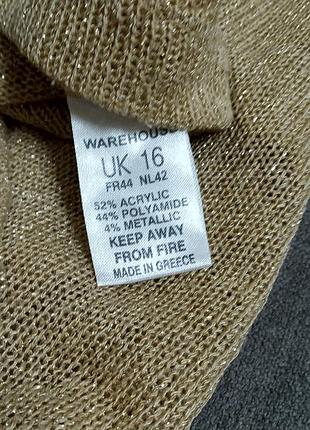 WAREHOUSE
UK 16
FR44 NL42
52% ACRYLIC
44% POLYAMIDE
4% METALLIC
KEEP AWAY
FROM FIRE
MADE IN GREECE